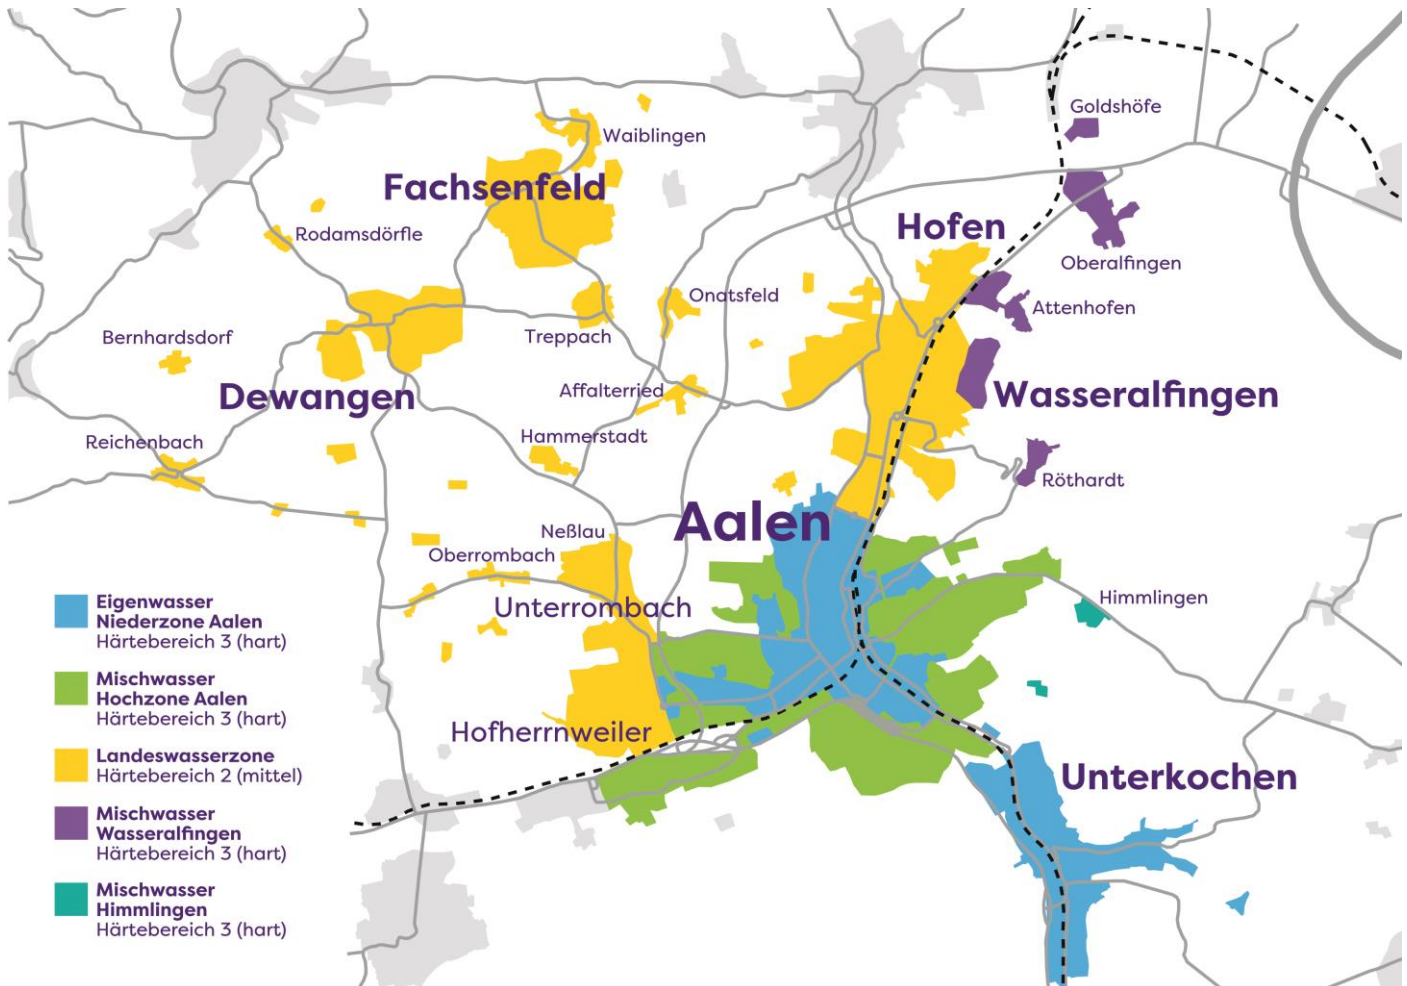 Goldshöfe
Waiblingen
Fachsenfeld
Hofen
Rodamsdörfle
Oberalfingen
Onatsfeld
Attenhofen
Bernhardsdorf
Treppach
Dewangen
Affalterried
Wasseralfingen
Reichenbach
Hammerstadt
Röthardt
Aalen
Neßlau
Oberrombach
Unterrombach
Himmlingen
Hofherrnweiler
Unterkochen
Eigenwasser
Niederzone Aalen
Härtebereich 3 (hart)
Mischwasser
Hochzone Aalen
Härtebereich 3 (hart)
Landeswasserzone
Härtebereich 2 (mittel)
Mischwasser
Wasseralfingen
Härtebereich 3 (hart)
Mischwasser
Himmlingen
Härtebereich 3 (hart)